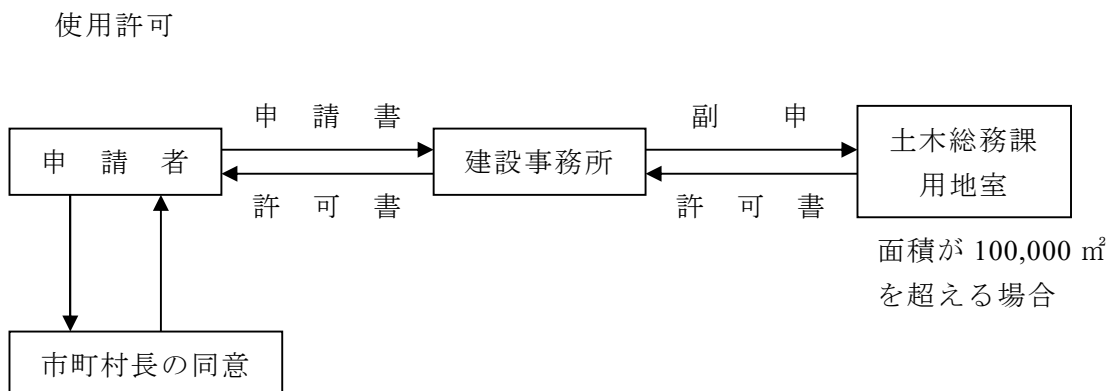 使用許可
申請書
副申
申請者
建設事務所
土木総務課
用地室
許可書
許可書
面積が 100,000 ㎡
を超える場合
市町村長の同意